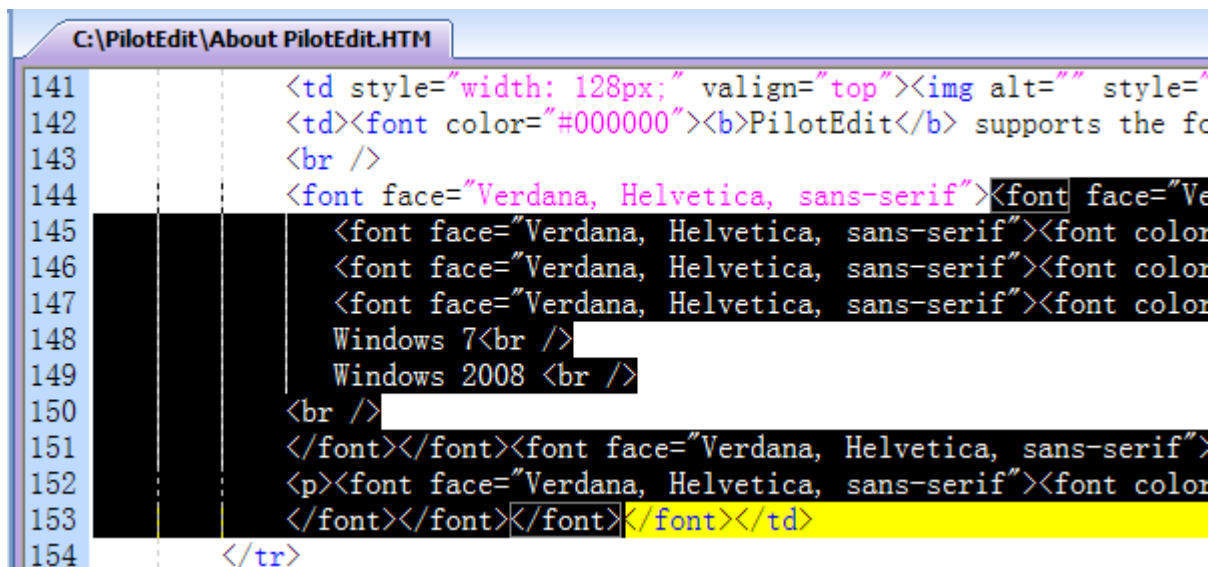 C:\PilotEdit\About PilotEdit.HTM
141 <td style="width: 128px;" valign="top"><img alt="" style="
142 <td><font color="#000000"><b>PilotEdit</b> supports the fo
143 <br />
144 <font face="Verdana, Helvetica, sans-serif"><font face="Ve
145 <font face="Verdana, Helvetica, sans-serif"><font color
146 <font face="Verdana, Helvetica, sans-serif"><font color
147 <font face="Verdana, Helvetica, sans-serif"><font color
148 Windows 7<br />
149 Windows 2008 <br />
150 <br />
151 </font></font><font face="Verdana, Helvetica, sans-serif">
152 <p><font face="Verdana, Helvetica, sans-serif"><font color
153 </font></font></font></font></td>
154 </tr>